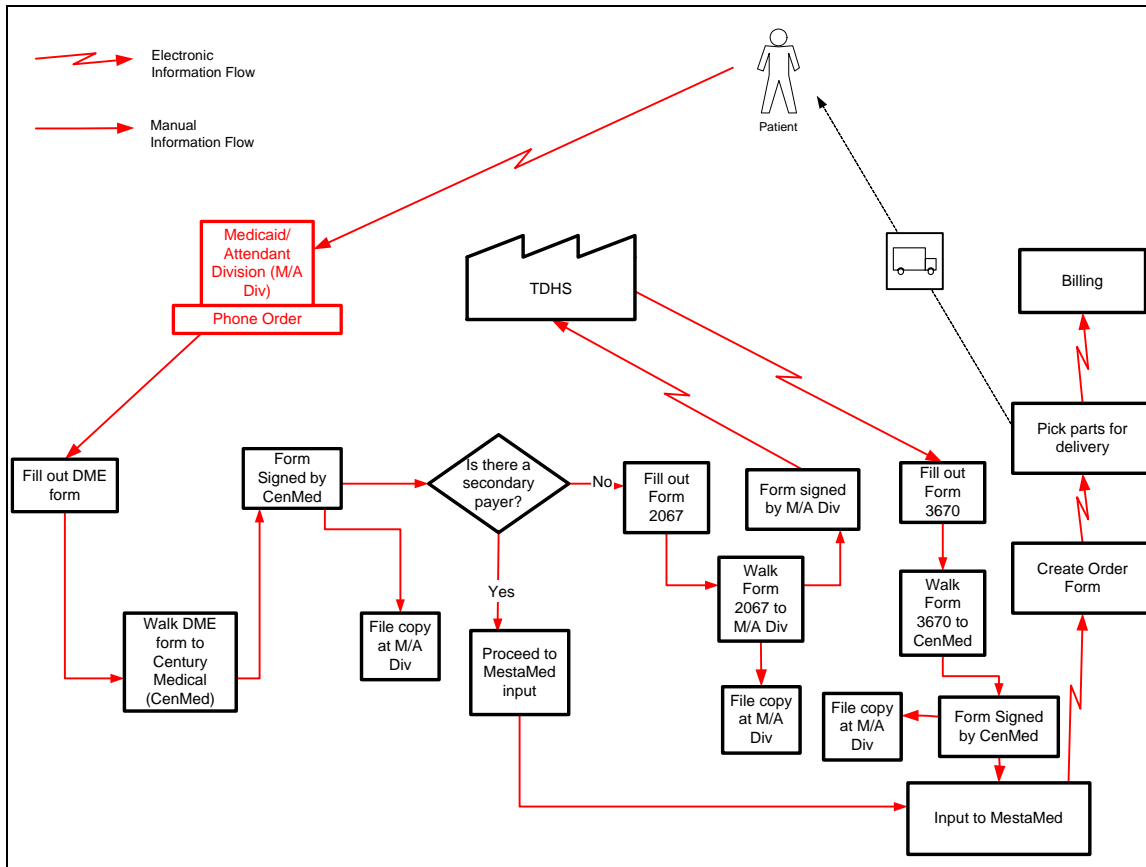 Electronic
Information Flow
Manual
Information Flow
Patient
Medicaid/
Attendant
Division (M/A
Div)
Phone Order
TDHS
Billing
Pick parts for
delivery
Fill out DME
form
Form
Signed by
CenMed
Is there a
secondary
payer?
No
Fill out
Form
2067
Form signed
by M/A Div
Fill out
Form
3670
Create Order
Form
Yes
Walk DME
form to
Century
Medical
(CenMed)
File copy
at M/A
Div
Proceed to
MestaMed
input
Walk
Form
2067 to
M/A Div
Walk
Form
3670 to
CenMed
File copy
at M/A
Div
File copy
at M/A
Div
Form Signed
by CenMed
Input to MestaMed